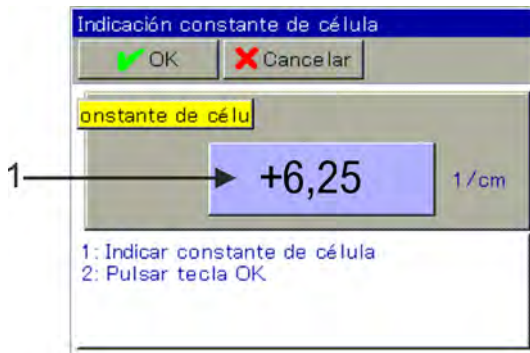 Indicación constante de célula
OK Cancelar
onstante de célu
1 +6,25 1/cm
1: Indicar constante de célula
2: Pulsar tecla OK